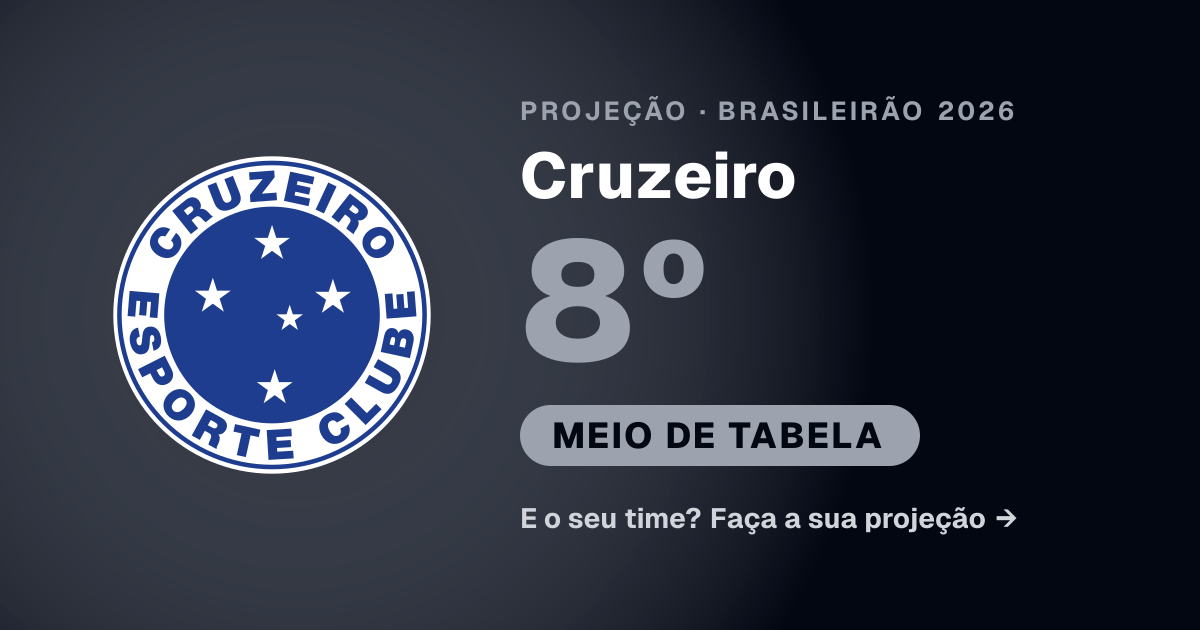 CRUZEIRO
ESPORTE CLUBE
PROJEÇÃO · BRASILEIRÃO 2026
Cruzeiro
8º
MEIO DE TABELA
E o seu time? Faça a sua projeção →